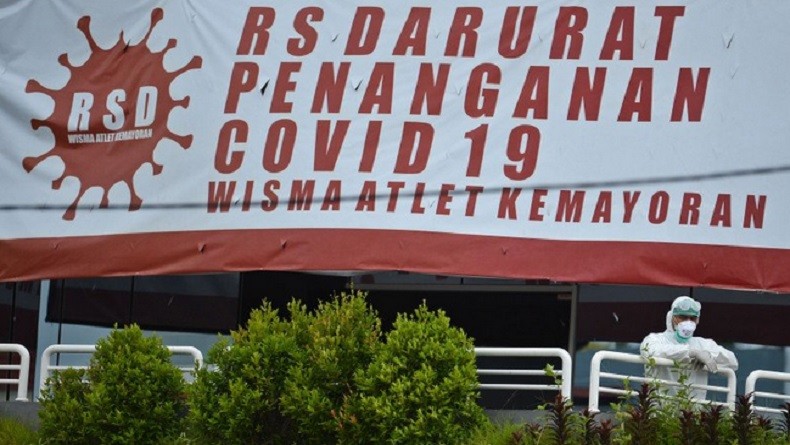 RSD
WISMA ATLET KEMAYORAN
RS DARURAT
PENANGANAN
COVID 19
WISMA ATLET KEMAYORAN